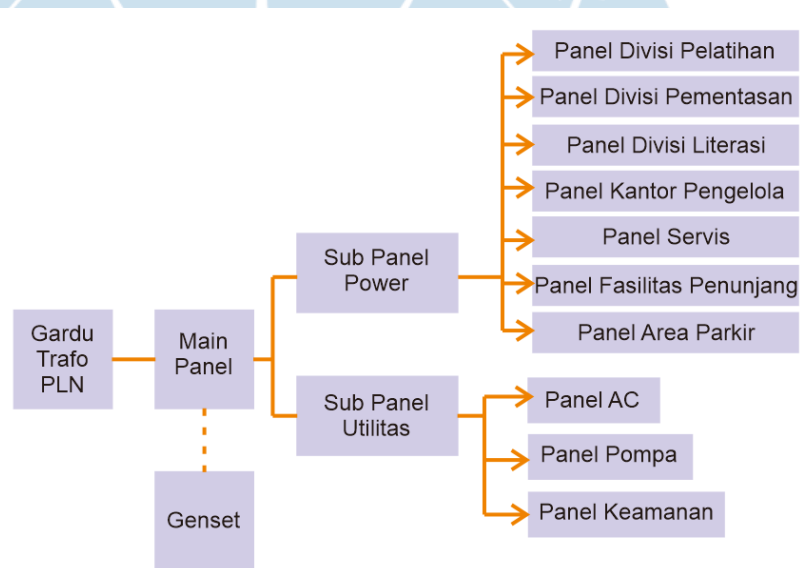 Gardu
Trafo
PLN
Main
Panel
Genset
Sub Panel
Power
Sub Panel
Utilitas
Panel Divisi Pelatihan
Panel Divisi Pementasan
Panel Divisi Literasi
Panel Kantor Pengelola
Panel Servis
Panel Fasilitas Penunjang
Panel Area Parkir
Panel AC
Panel Pompa
Panel Keamanan